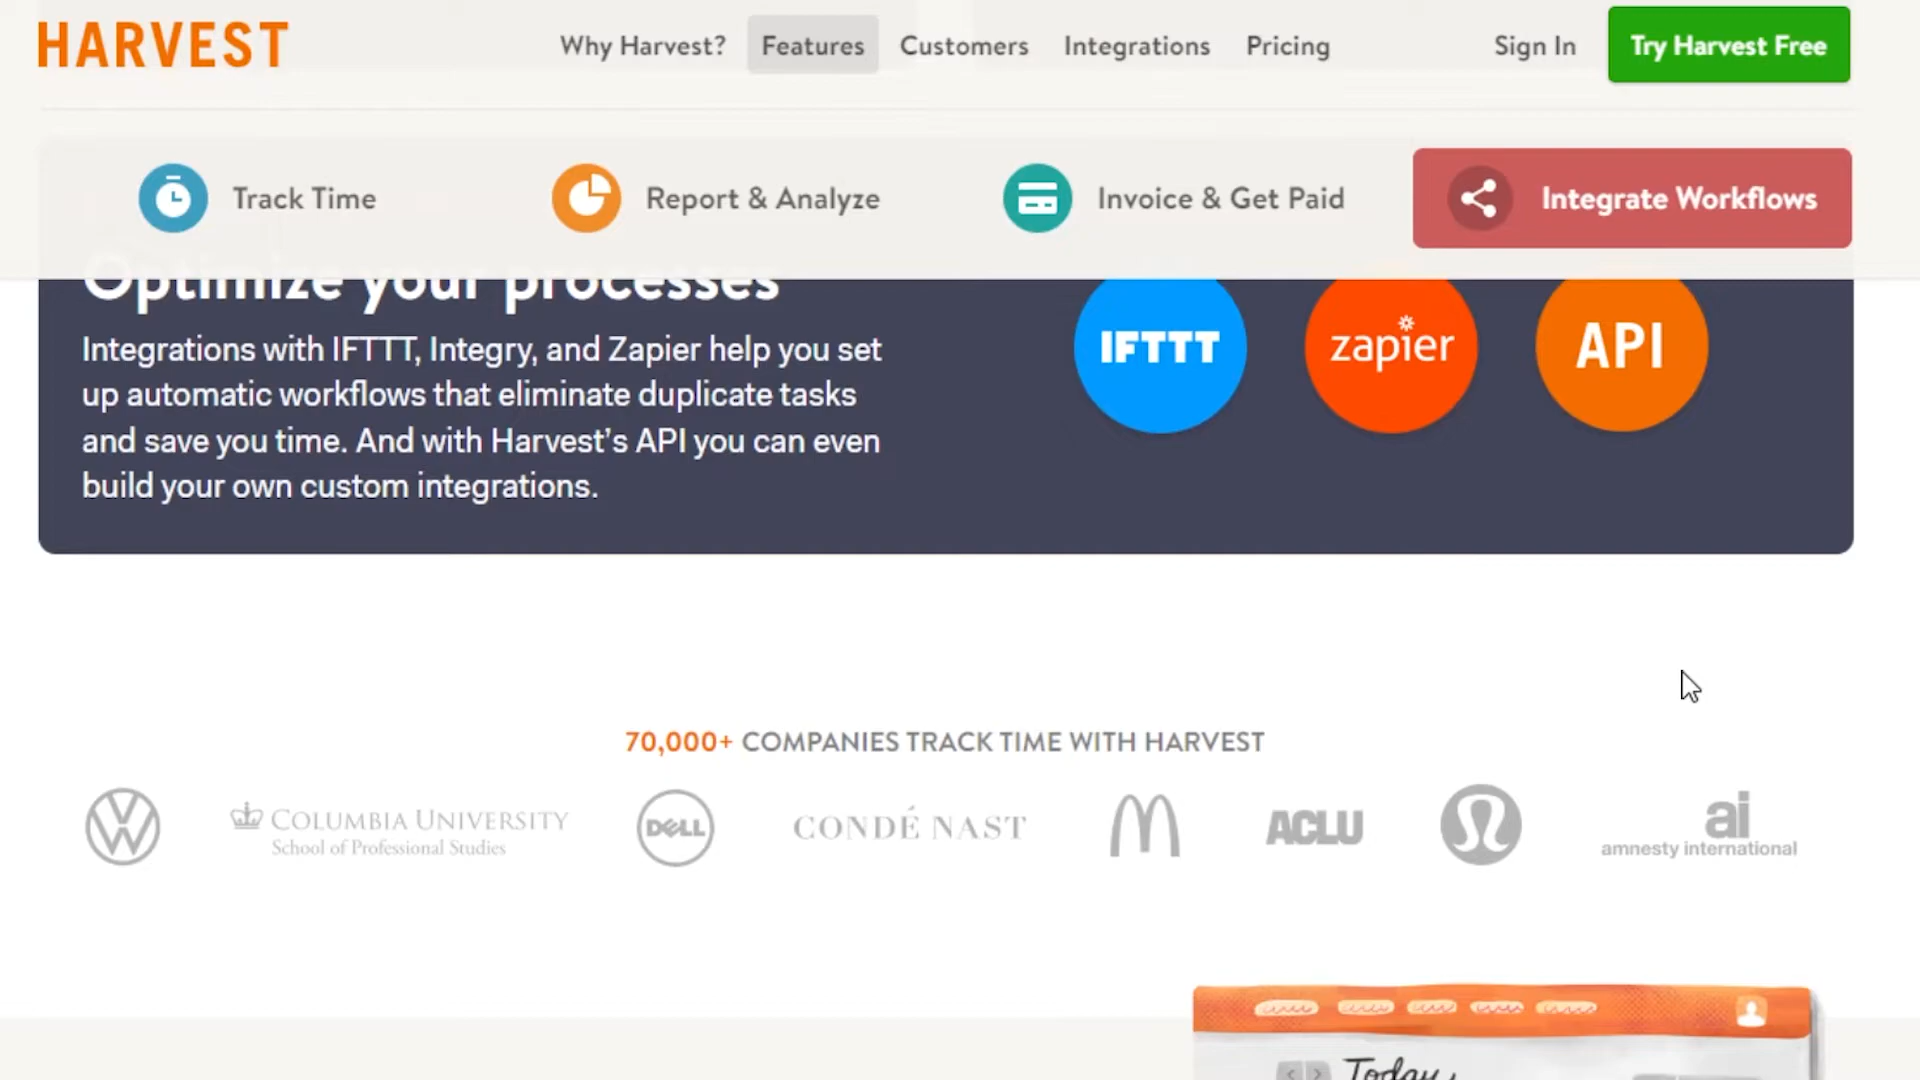 HARVEST
Why Harvest?
Features
Customers
Integrations
Pricing
Sign In
Try Harvest Free
Track Time
Report & Analyze
Invoice & Get Paid
Integrate Workflows
Optimize your processes
Integrations with IFTTT, Integry, and Zapier help you set
up automatic workflows that eliminate duplicate tasks
and save you time. And with Harvest’s API you can even
build your own custom integrations.
IFTTT
zapier
API
70,000+ COMPANIES TRACK TIME WITH HARVEST
COLUMBIA UNIVERSITY
School of Professional Studies
DELL
CONDÉ NAST
ACLU
ai
amnesty international
Today